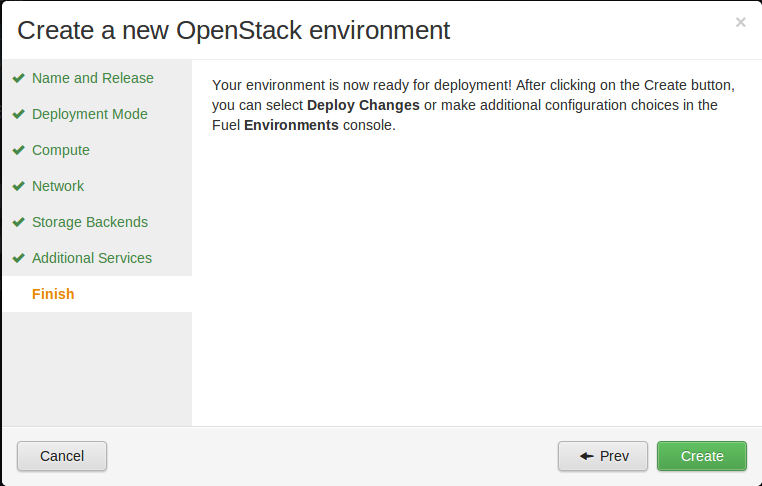 Create a new OpenStack environment
×
Name and Release
Deployment Mode
Compute
Network
Storage Backends
Additional Services
Finish
Your environment is now ready for deployment! After clicking on the Create button,
you can select Deploy Changes or make additional configuration choices in the
Fuel Environments console.
Cancel
Prev
Create